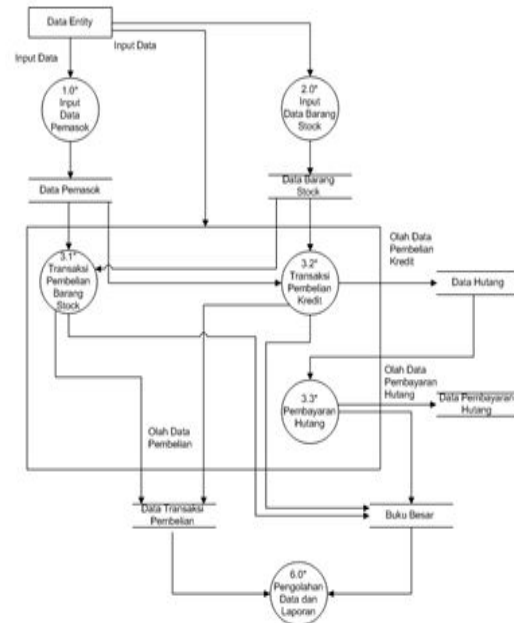 Data Entity
Input Data
Input Data
1.0*
Input
Data
Pemasok
2.0*
Input
Data Barang
Stock
Data Pemasok
Data Barang
Stock
3.1*
Transaksi
Pembelian
Barang
Stock
3.2*
Transaksi
Pembelian
Kredit
Olah Data
Pembelian
Kredit
Data Hutang
3.3*
Pembayaran
Hutang
Olah Data
Pembayaran
Hutang
Data Pembayaran
Hutang
Olah Data
Pembelian
Data Transaksi
Pembelian
Buku Besar
6.0*
Pengolahan
Data dan
Laporan